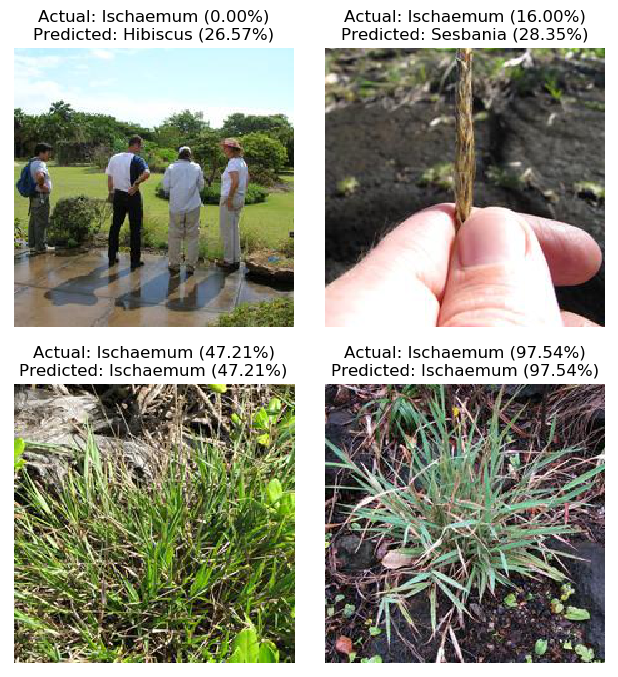 Actual: Ischaemum (0.00%)
Predicted: Hibiscus (26.57%)
Actual: Ischaemum (16.00%)
Predicted: Sesbania (28.35%)
Actual: Ischaemum (47.21%)
Predicted: Ischaemum (47.21%)
Actual: Ischaemum (97.54%)
Predicted: Ischaemum (97.54%)